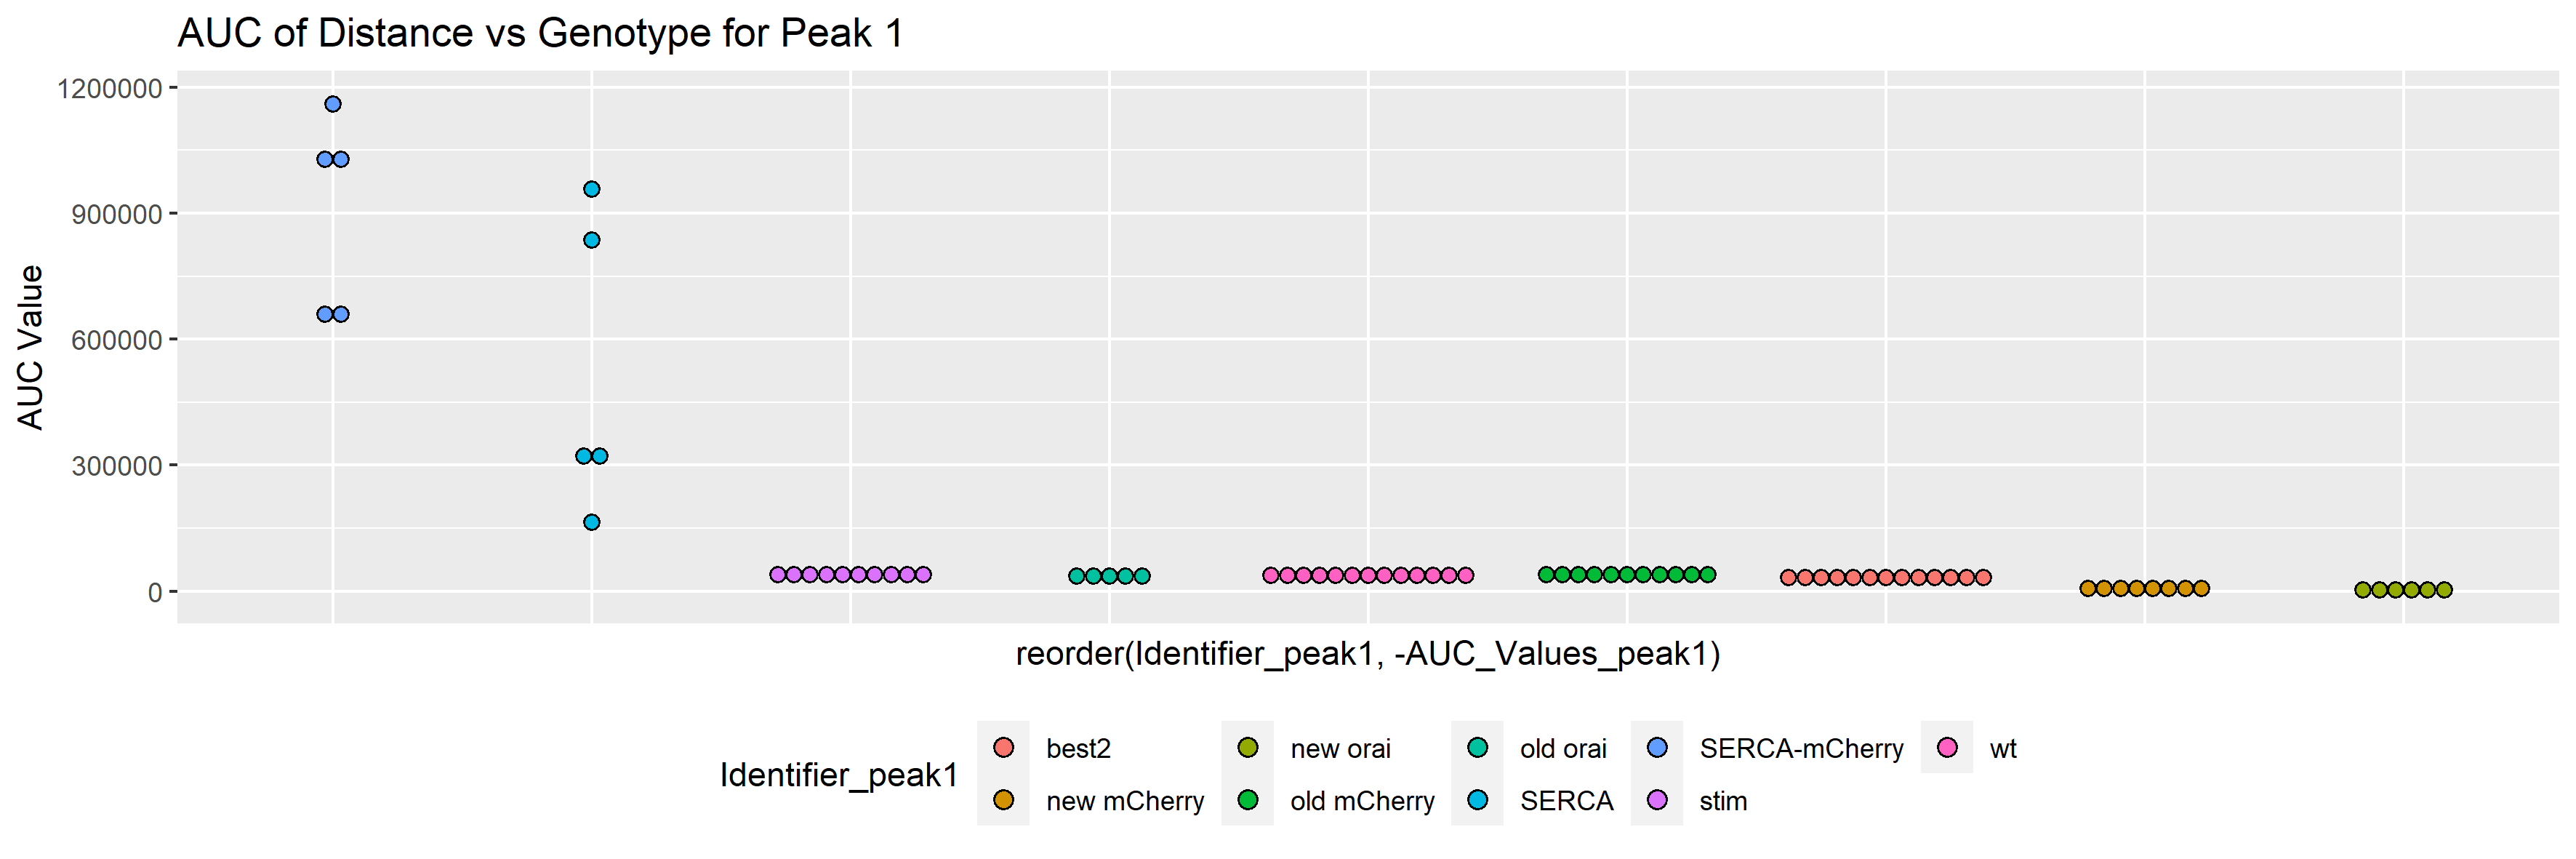 AUC of Distance vs Genotype for Peak 1
1200000
900000
600000
300000
0
AUC Value
reorder(Identifier_peak1, -AUC_Values_peak1)
Identifier_peak1
best2 new orai old orai SERCA-mCherry wt
new mCherry old mCherry SERCA stim